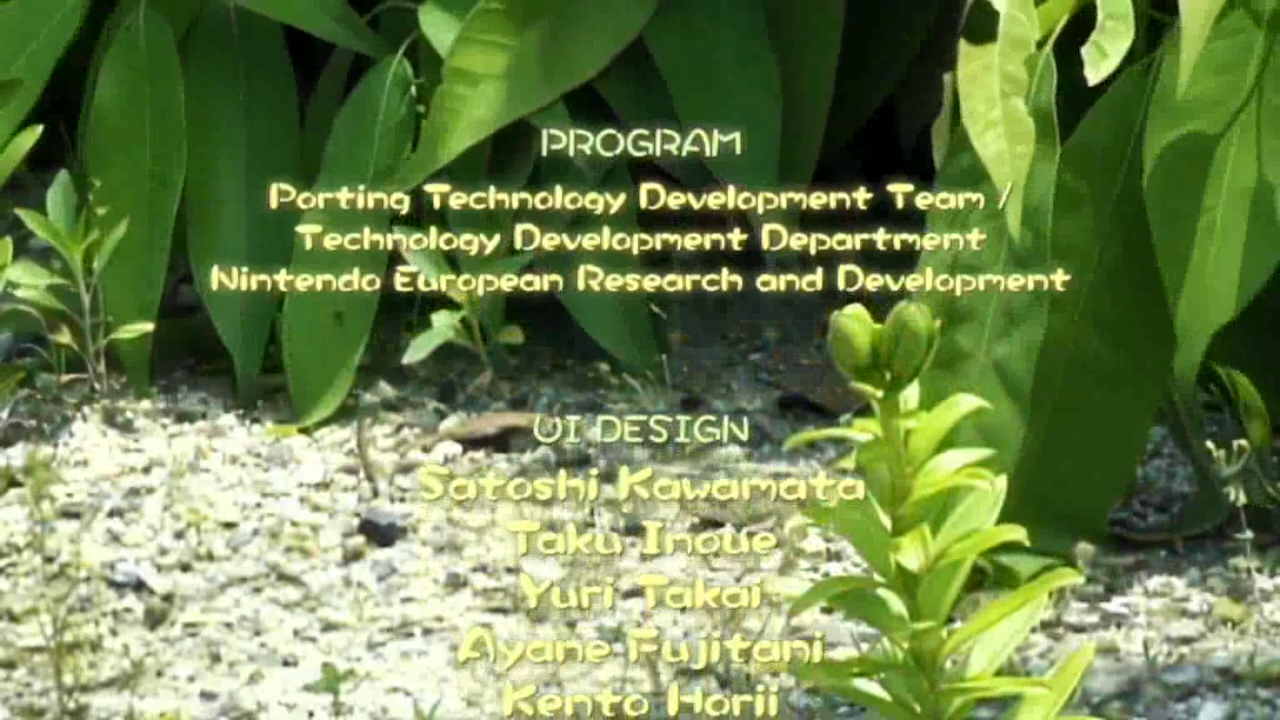 PROGRAM
Porting Technology Development Team /
Technology Development Department
Nintendo European Research and Development
UI DESIGN
Satoshi Kawamata
Taku Inoue
Yuri Takai
Ayane Fujitani
Kento Horii